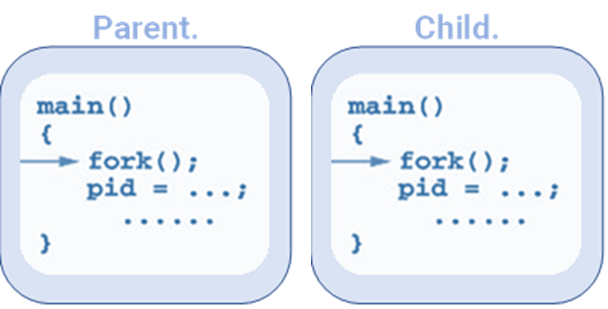 Parent.
main()
{
fork();
pid = ...;
......
}
Child.
main()
{
fork();
pid = ...;
......
}